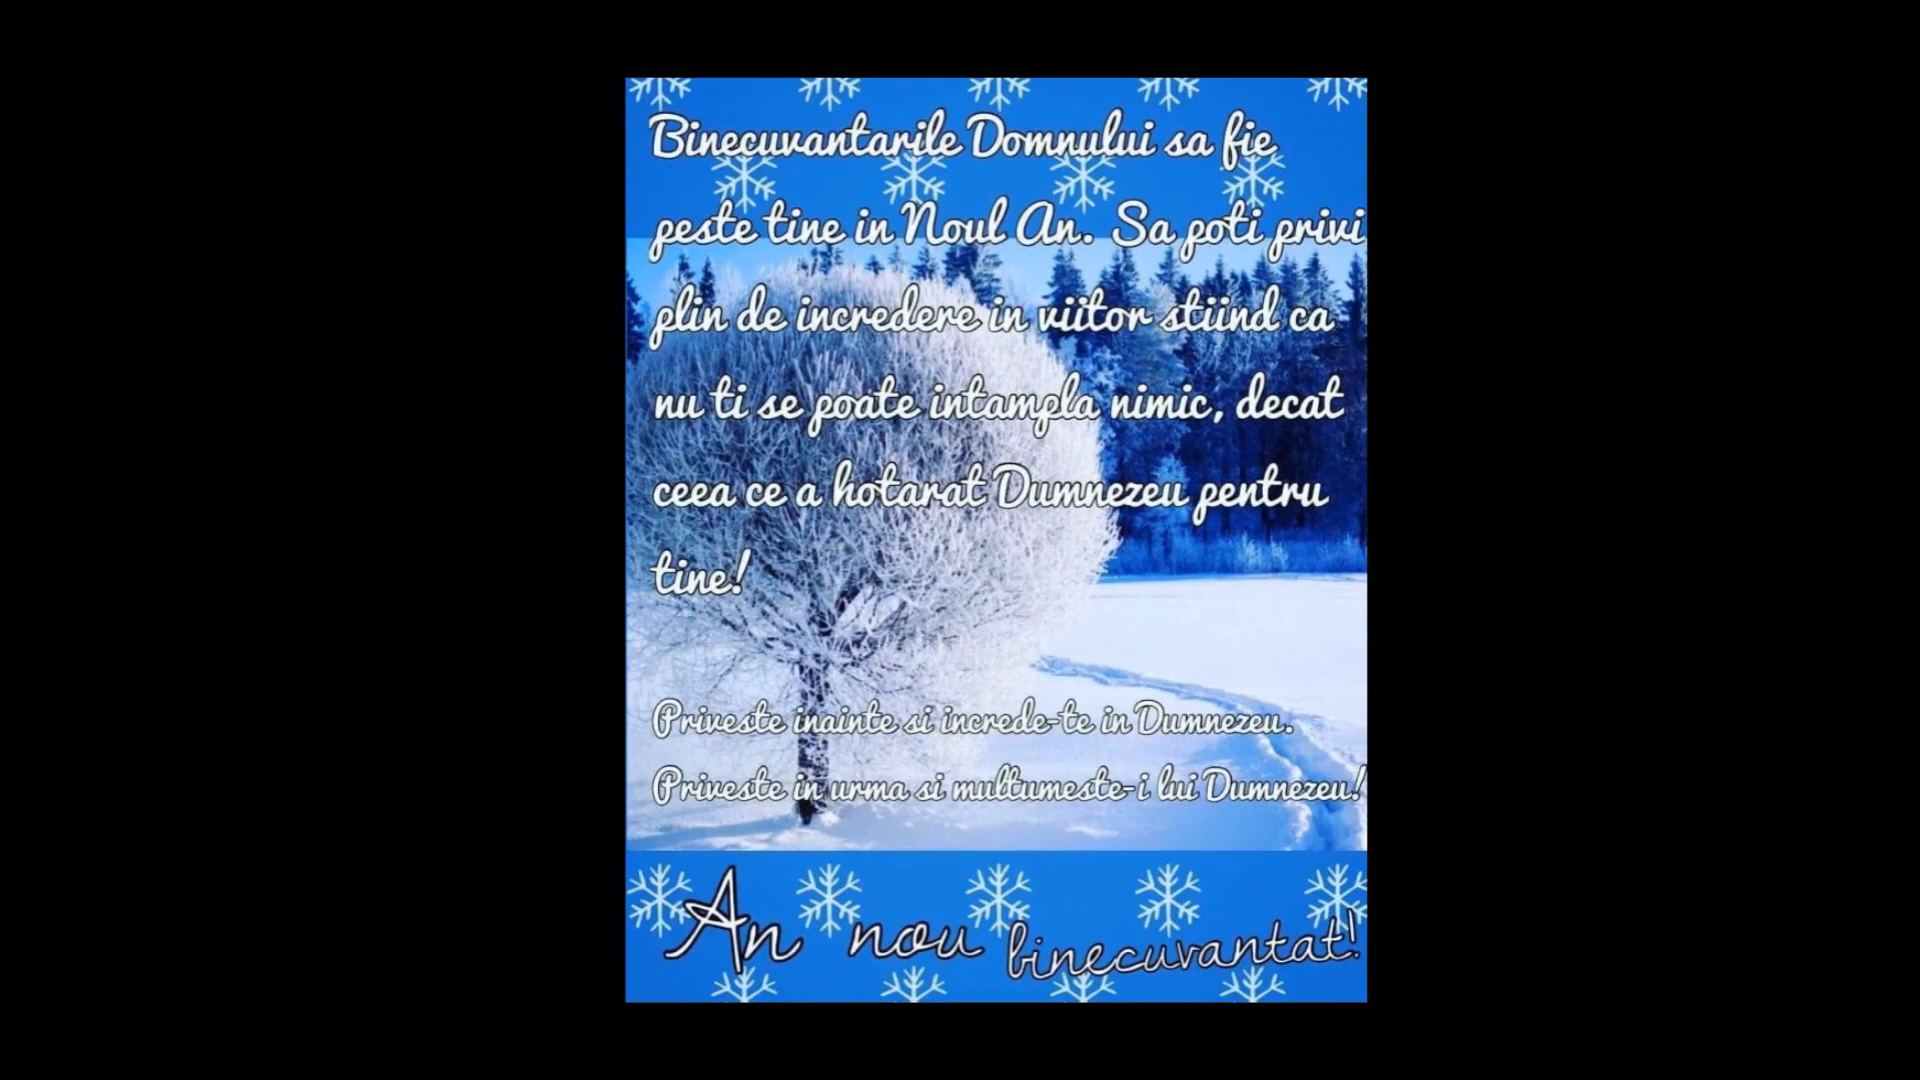 Binecuvantarile Domnului sa fie
peste tine in Noul An. Sa poti privi
plin de incredere in viitor stiind ca
nu ti se poate intampla nimic, decat
ceea ce a hotarat Dumnezeu pentru
tine!
Priveste inainte si increde-te in Dumnezeu.
Priveste in urma si multumeste-i lui Dumnezeu!
An nou binecuvantat!